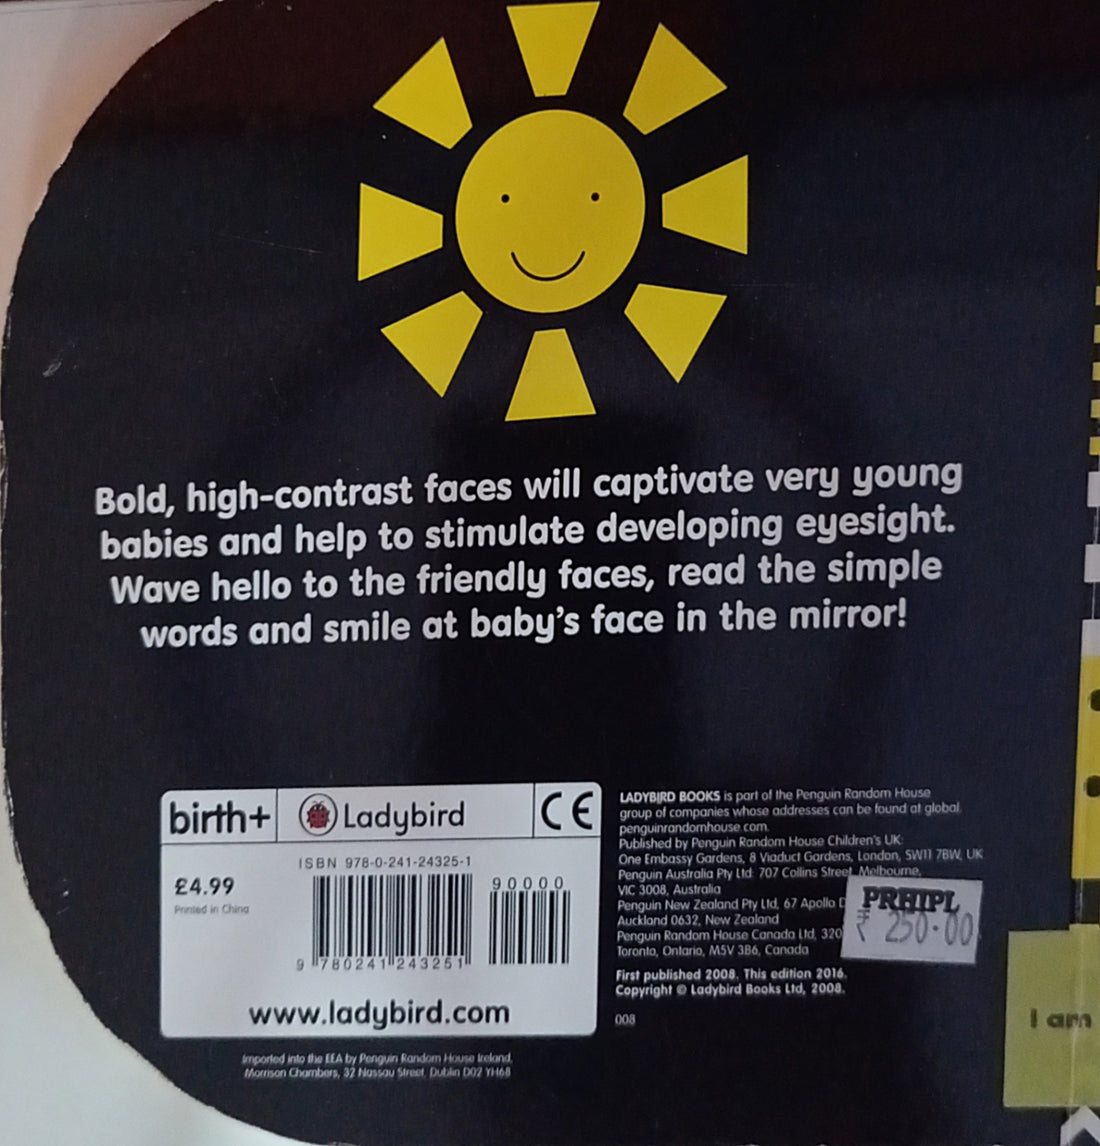 Bold, high-contrast faces will captivate very young
babies and help to stimulate developing eyesight.
Wave hello to the friendly faces, read the simple
words and smile at baby's face in the mirror!
birth+
Ladybird
CE
ISBN 978-0-241-24325-1
£4.99
Printed in China
90000
9 780241 243251
www.ladybird.com
Imported into the EEA by Penguin Random House Ireland,
Morrison Chambers, 32 Nassau Street, Dublin D02 YH68
LADYBIRD BOOKS is part of the Penguin Random House
group of companies whose addresses can be found at global.
penguinrandomhouse.com.
Published by Penguin Random House Children's UK:
One Embassy Gardens, 8 Viaduct Gardens, London, SW11 7BW, UK
Penguin Australia Pty Ltd: 707 Collins Street, Melbourne,
VIC 3008, Australia
Penguin New Zealand Pty Ltd, 67 Apollo
Auckland 0632, New Zealand
Penguin Random House Canada Ltd, 320
Toronto, Ontario, M5V 3B6, Canada
PRHIPL
₹ 250.00
First published 2008. This edition 2016.
Copyright © Ladybird Books Ltd, 2008.
008
I am